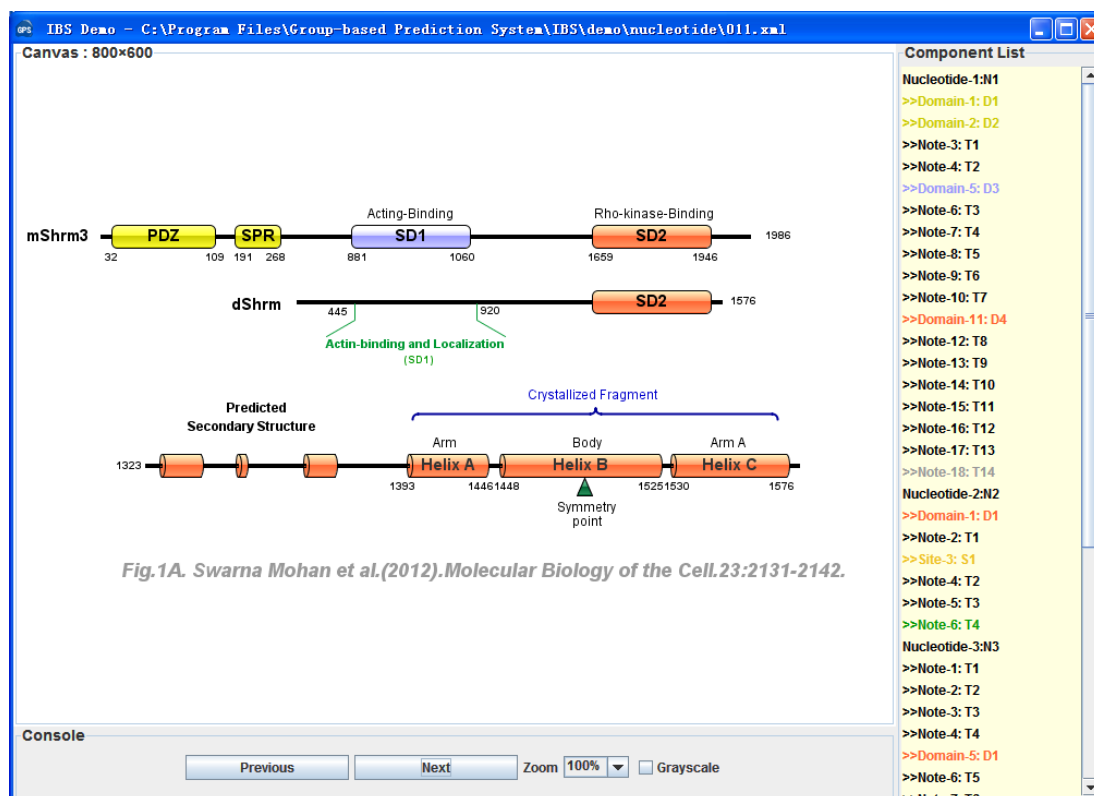 IBS Demo - C:\Program Files\Group-based Prediction System\IBS\demo\nucleotide\011.xml
Canvas : 800×600
Acting-Binding
Rho-kinase-Binding
mShrm3
PDZ
SPR
SD1
SD2
1986
32
109
191
268
881
1060
1659
1946
dShrm
SD2
1576
445
920
Actin-binding and Localization
(SD1)
Crystallized Fragment
Predicted
Secondary Structure
Arm
Body
Arm A
1323
Helix A
Helix B
Helix C
1393
1446
1448
1525
1530
1576
Symmetry
point
Fig.1A. Swarna Mohan et al.(2012).Molecular Biology of the Cell.23:2131-2142.
Console
Previous
Next
Zoom
100%
Grayscale
Component List
Nucleotide-1:N1
>>Domain-1: D1
>>Domain-2: D2
>>Note-3: T1
>>Note-4: T2
>>Domain-5: D3
>>Note-6: T3
>>Note-7: T4
>>Note-8: T5
>>Note-9: T6
>>Note-10: T7
>>Domain-11: D4
>>Note-12: T8
>>Note-13: T9
>>Note-14: T10
>>Note-15: T11
>>Note-16: T12
>>Note-17: T13
>>Note-18: T14
Nucleotide-2:N2
>>Domain-1: D1
>>Note-2: T1
>>Site-3: S1
>>Note-4: T2
>>Note-5: T3
>>Note-6: T4
Nucleotide-3:N3
>>Note-1: T1
>>Note-2: T2
>>Note-3: T3
>>Note-4: T4
>>Domain-5: D1
>>Note-6: T5